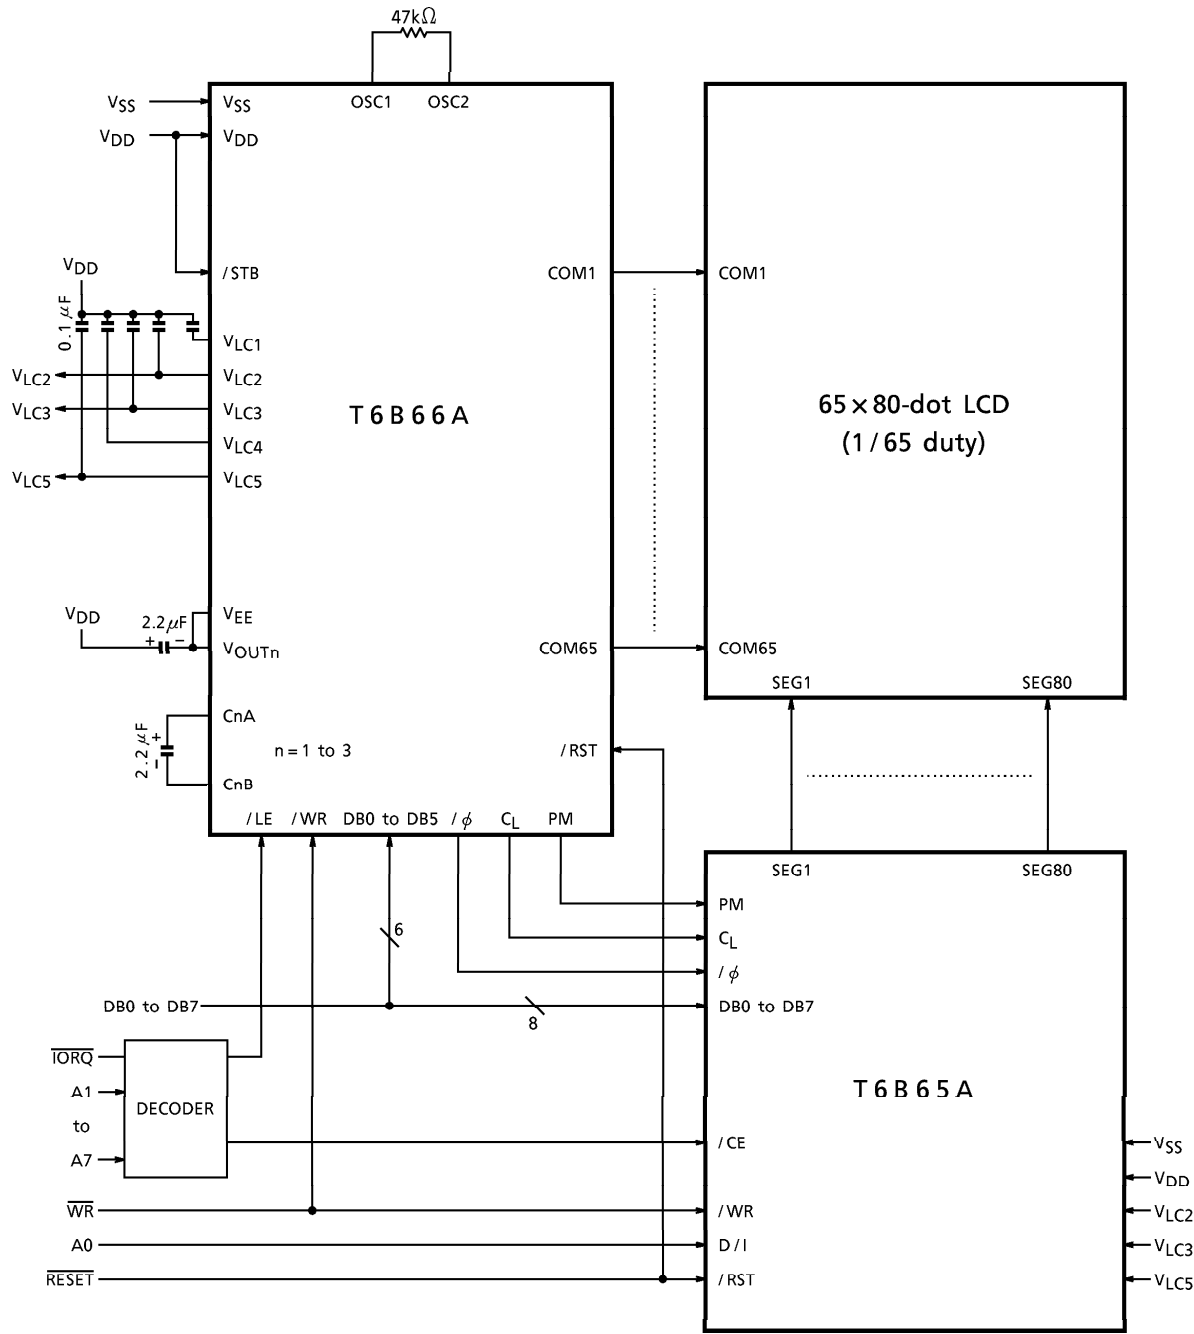 47kΩ
OSC1 OSC2
VSS VSS
VDD VDD
VDD /STB COM1 COM1
0.1 µF
VLC1
VLC2 VLC2
VLC3 VLC3
VLC4
VLC5 VLC5
T6B66A
65×80-dot LCD
(1/65 duty)
VDD 2.2µF VEE
+ −
VOUTn COM65 COM65
SEG1 SEG80
CnA
2.2µF + −
n=1 to 3 /RST
CnB
/LE /WR DB0 to DB5 /ϕ CL PM
SEG1 SEG80
PM
6 CL
/ϕ
DB0 to DB7 8 DB0 to DB7
IORQ
A1
to
A7
DECODER
T6B65A
/CE VSS
VDD
WR /WR VLC2
A0 D/I VLC3
RESET /RST VLC5